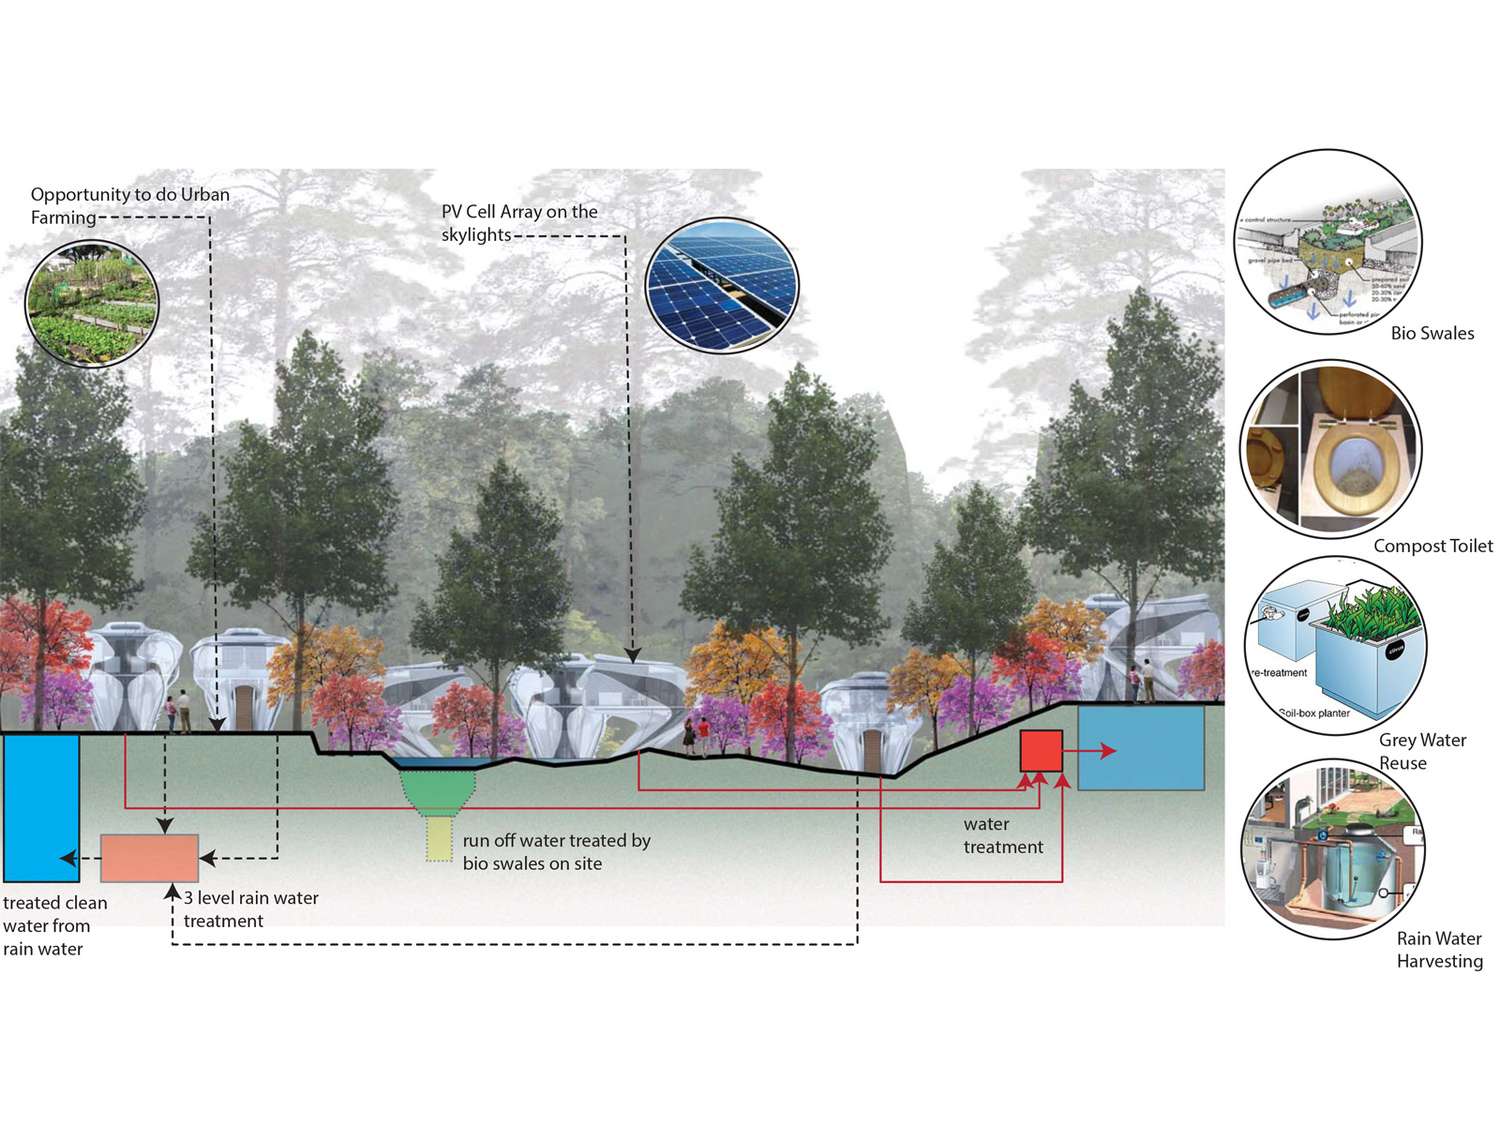 Opportunity to do Urban
Farming
PV Cell Array on the
skylights
control structure
gravel pipe bed
Bio Swales
Compost Toilet
re-treatment
Soil-box planter
Grey Water
Reuse
Rain Water
Harvesting
water
treatment
run off water treated by
bio swales on site
3 level rain water
treatment
treated clean
water from
rain water